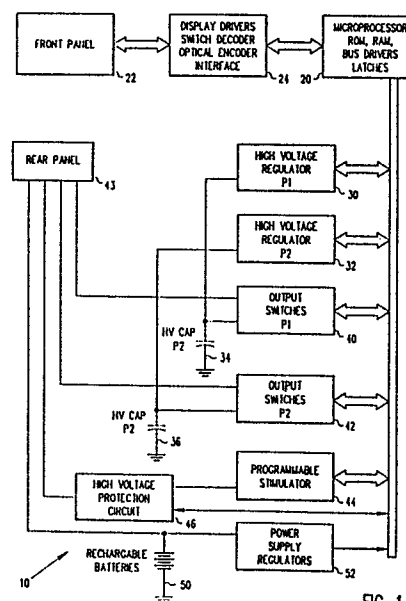 FRONT PANEL
22
DISPLAY DRIVERS
SWITCH DECODER
OPTICAL ENCODER
INTERFACE
24
MICROPROCESSOR
ROM, RAM,
BUS DRIVERS
LATCHES
20
REAR PANEL
43
HIGH VOLTAGE
REGULATOR
P1
30
HIGH VOLTAGE
REGULATOR
P2
32
OUTPUT
SWITCHES
P1
40
HV CAP
P2
34
OUTPUT
SWITCHES
P2
42
HV CAP
P2
36
HIGH VOLTAGE
PROTECTION
CIRCUIT
46
PROGRAMMABLE
STIMULATOR
44
RECHARGABLE
BATTERIES
50
POWER
SUPPLY
REGULATORS
52
10
FIG. 1